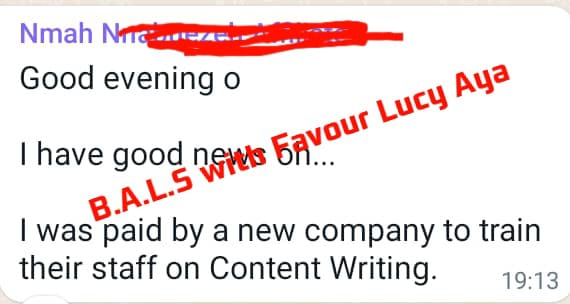 Nmah
Good evening o
I have good news on...
I was paid by a new company to train
their staff on Content Writing.
19:13
B.A.L.S with Favour Lucy Aya